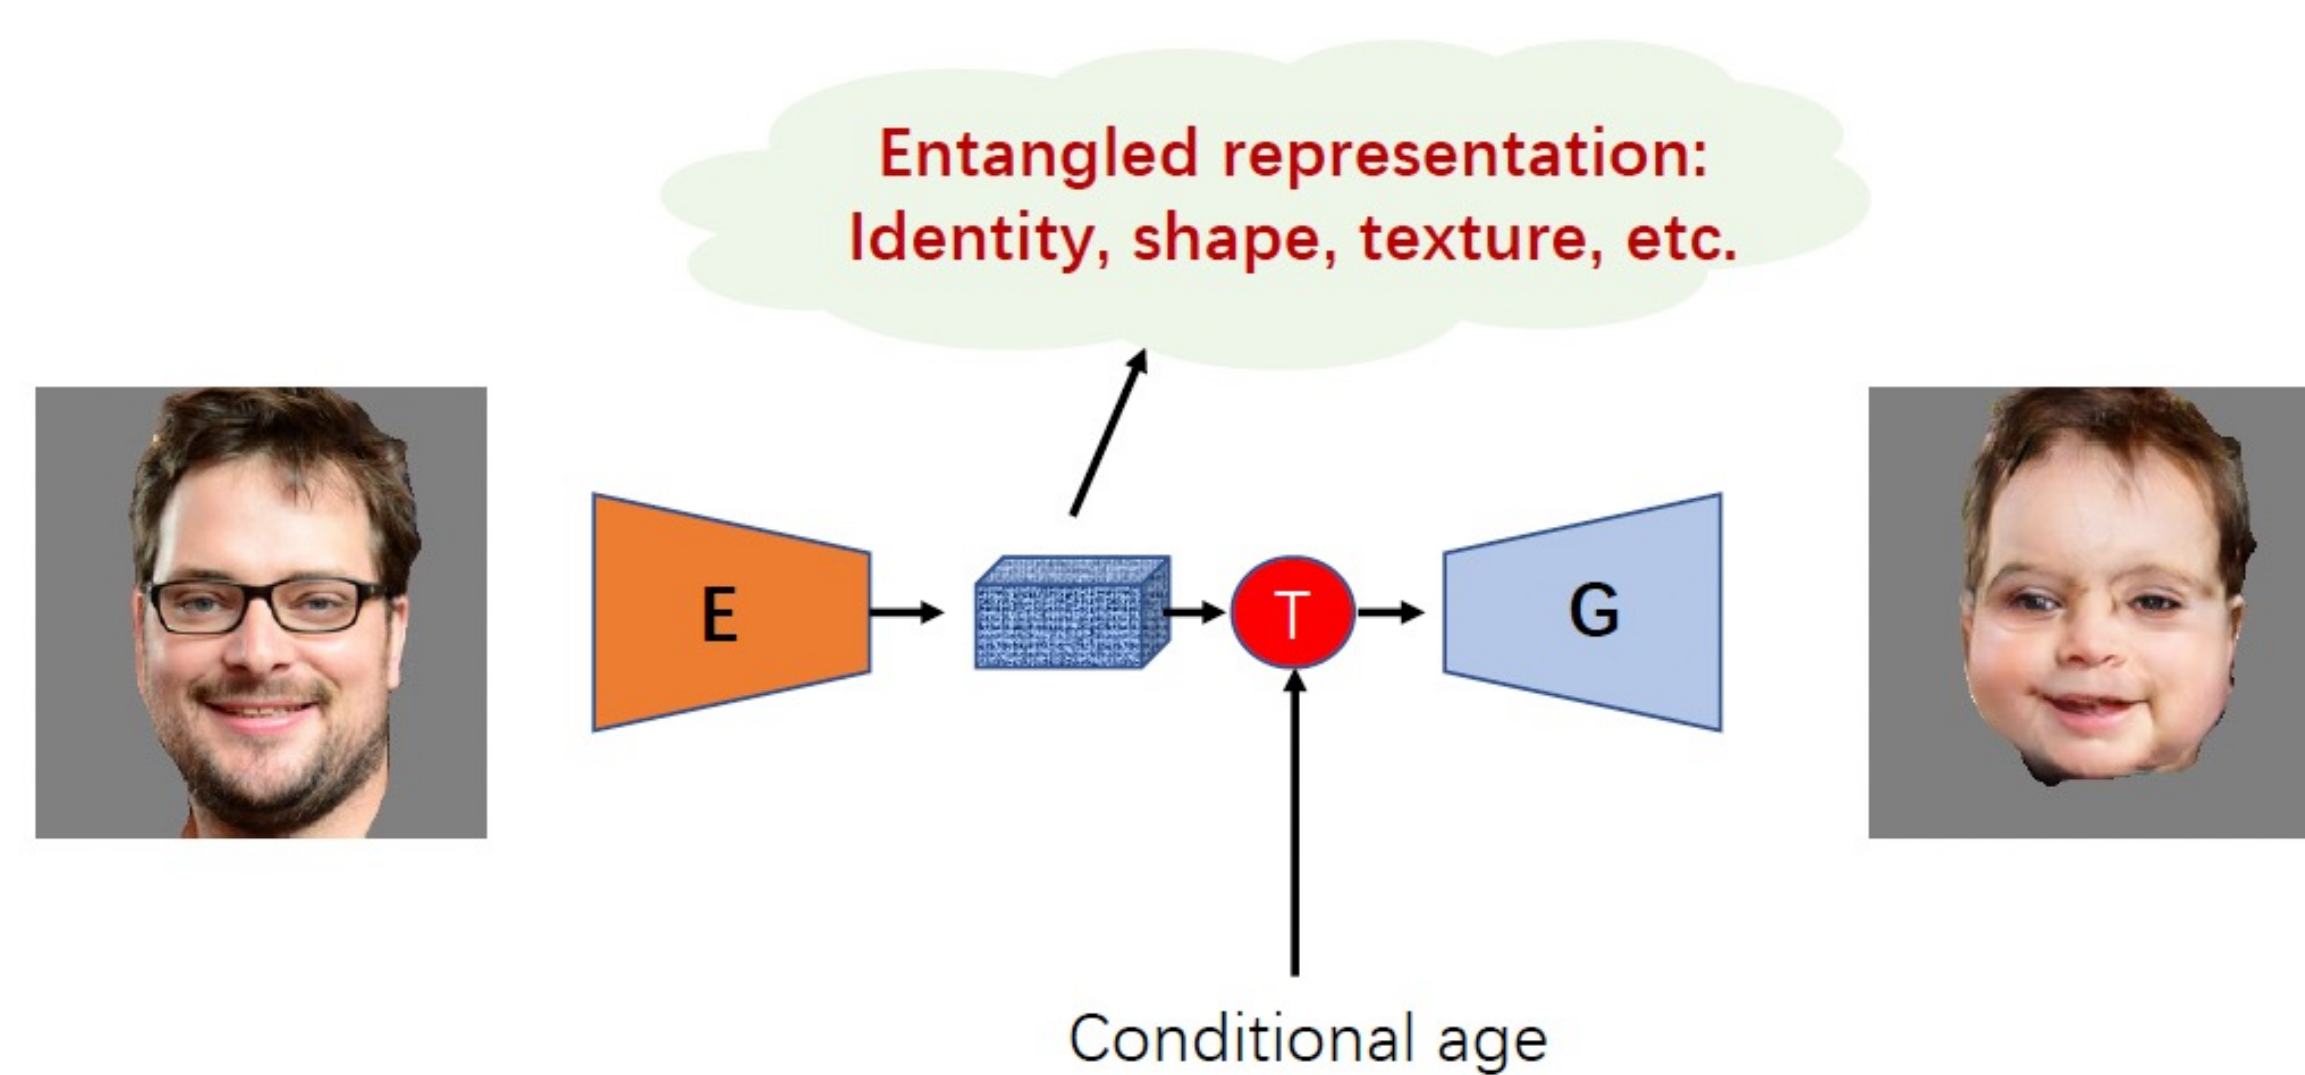 Entangled representation:
Identity, shape, texture, etc.
E
T
G
Conditional age